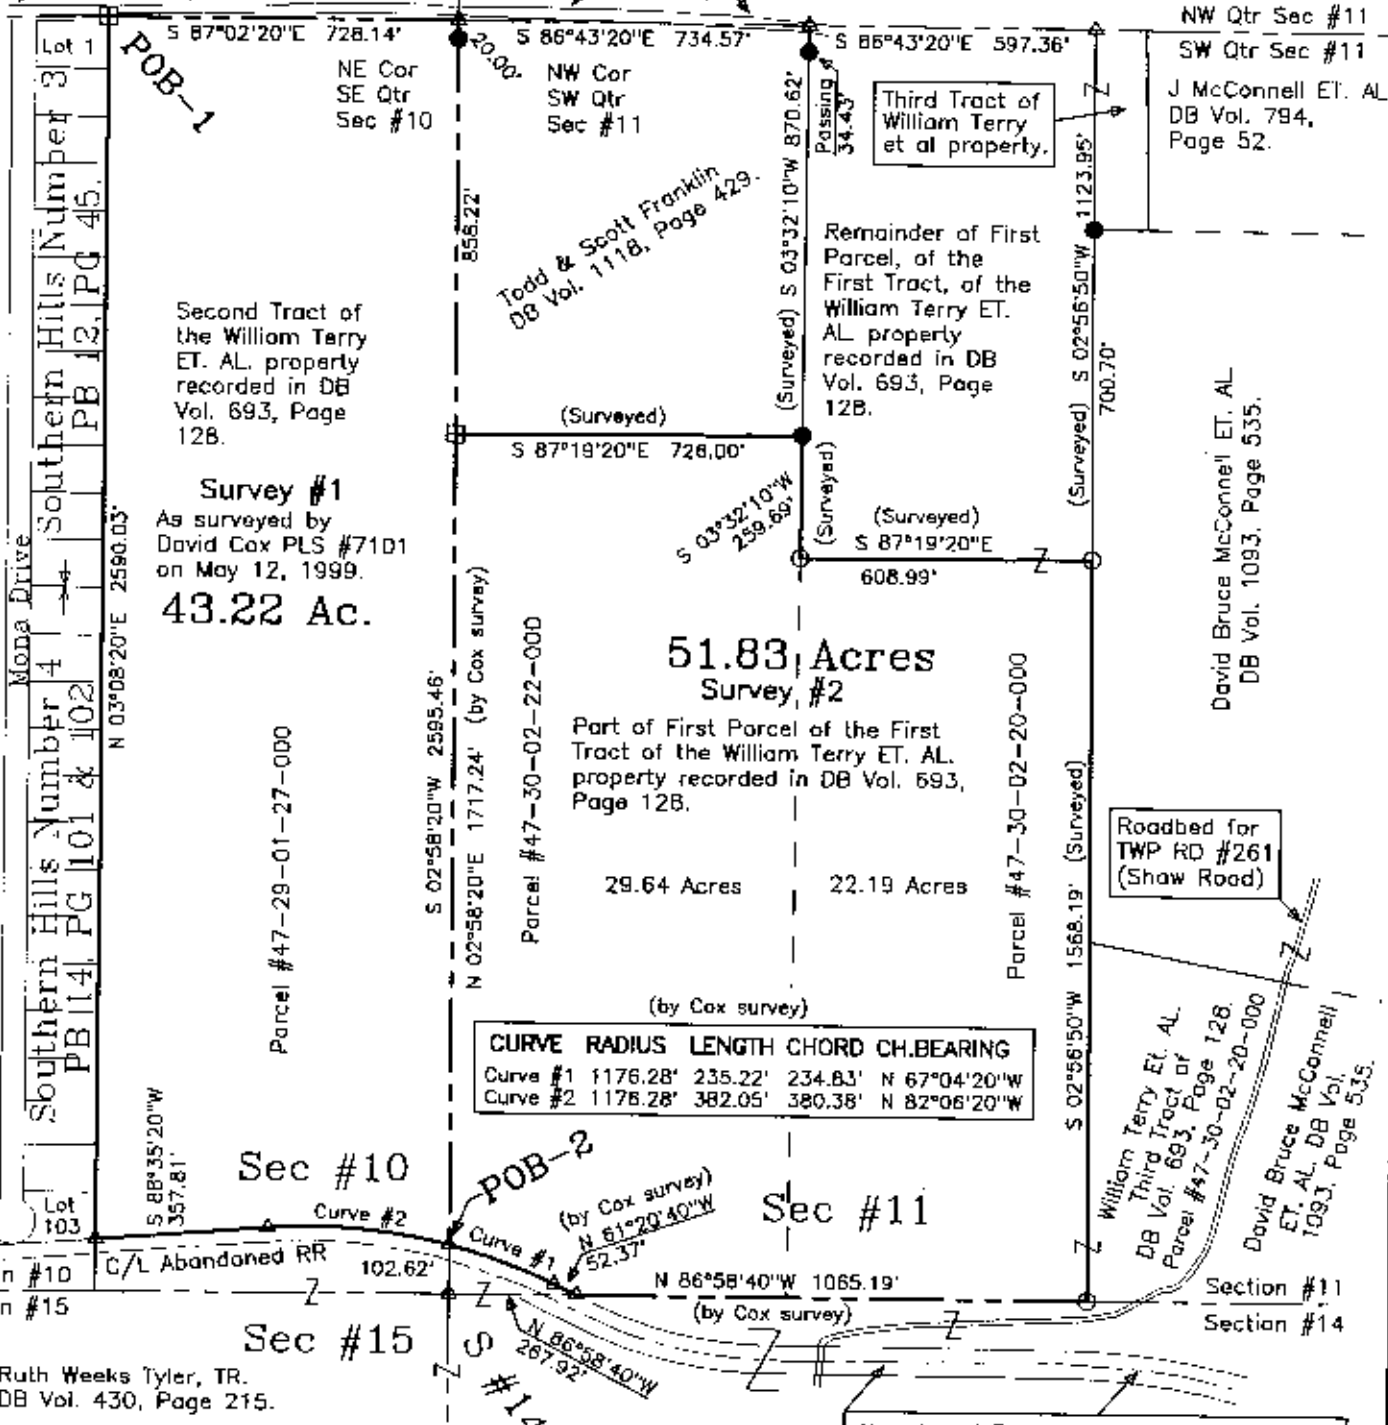 NW Qtr Sec #11
SW Qtr Sec #11
J McConnell ET. AL
DB Vol. 794,
Page 52.
S 87°02'20"E 728.14'
S 86°43'20"E 734.57'
S 86°43'20"E 597.36'
Lot 1
POB-1
20.00'
NE Cor
SE Qtr
Sec #10
NW Cor
SW Qtr
Sec #11
Passing
34.43'
Third Tract of
William Terry
et al property.
Southern Hills Number 3
PB 12, PG 45.
858.22'
Todd & Scott Franklin
DB Vol. 1118, Page 429.
(Surveyed) S 03°32'10"W 870.62'
Remainder of First
Parcel, of the
First Tract, of the
William Terry ET.
AL property
recorded in DB
Vol. 693, Page
128.
1123.95'
(Surveyed) S 02°56'50"W
700.70'
Second Tract of
the William Terry
ET. AL. property
recorded in DB
Vol. 693, Page
128.
Survey #1
As surveyed by
David Cox PLS #7101
on May 12, 1999.
43.22 Ac.
(Surveyed)
S 87°19'20"E 726.00'
S 03°32'10"W
259.69'
(Surveyed)
(Surveyed)
S 87°19'20"E
608.99'
David Bruce McConnell ET. AL
DB Vol. 1093, Page 535.
Mona Drive
N 03°08'20"E 2590.03'
Southern Hills Number 4
PB 14, PG 101 & 102
Parcel #47-29-01-27-000
S 02°58'20"W 2595.46'
N 02°58'20"E 1717.24' (by Cox survey)
Parcel #47-30-02-22-000
51.83 Acres
Survey #2
Part of First Parcel of the First
Tract of the William Terry ET. AL.
property recorded in DB Vol. 693,
Page 128.
29.64 Acres
22.19 Acres
Parcel #47-30-02-20-000
S 02°56'50"W 1568.19' (Surveyed)
Roadbed for
TWP RD #261
(Shaw Road)
(by Cox survey)
CURVE RADIUS LENGTH CHORD CH.BEARING
Curve #1 1176.28' 235.22' 234.83' N 67°04'20"W
Curve #2 1176.28' 382.05' 380.38' N 82°06'20"W
William Terry Et. AL.
Third Tract of
DB Vol. 693, Page 128.
Parcel #47-30-02-20-000
David Bruce McConnell
ET. AL. DB Vol.
1093, Page 535.
S 88°35'20"W
357.81'
Sec #10
POB-2
Sec #11
Lot
103
Curve #2
Curve #1
(by Cox survey)
N 61°20'40"W
52.37'
C/L Abandoned RR
102.62'
N 86°58'40"W 1065.19'
(by Cox survey)
n #10
n #15
Section #11
Section #14
Sec #15
S #14
N 86°58'40"W
267.92'
Ruth Weeks Tyler, TR.
DB Vol. 430, Page 215.